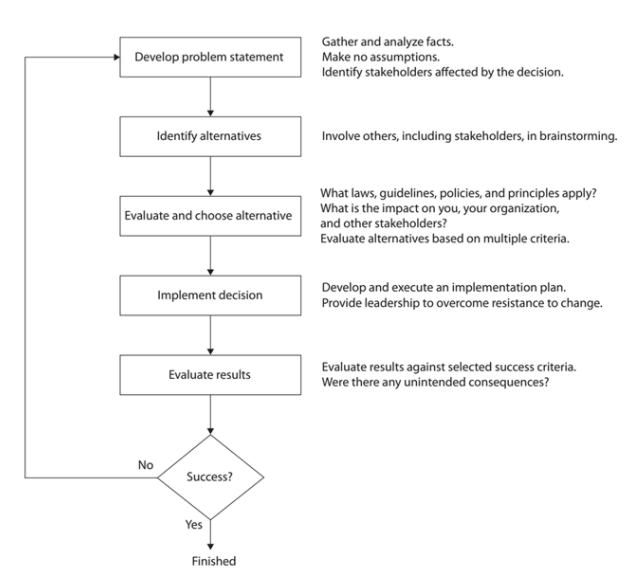 Develop problem statement
Gather and analyze facts.
Make no assumptions.
Identify stakeholders affected by the decision.
Identify alternatives
Involve others, including stakeholders, in brainstorming.
Evaluate and choose alternative
What laws, guidelines, policies, and principles apply?
What is the impact on you, your organization,
and other stakeholders?
Evaluate alternatives based on multiple criteria.
Implement decision
Develop and execute an implementation plan.
Provide leadership to overcome resistance to change.
Evaluate results
Evaluate results against selected success criteria.
Were there any unintended consequences?
No
Success?
Yes
Finished